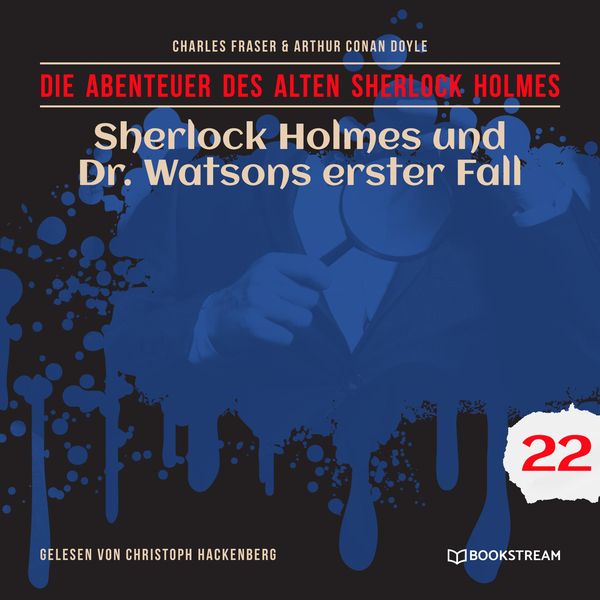 CHARLES FRASER & ARTHUR CONAN DOYLE
DIE ABENTEUER DES ALTEN SHERLOCK HOLMES
Sherlock Holmes und
Dr. Watsons erster Fall
22
GELESEN VON CHRISTOPH HACKENBERG
BOOKSTREAM